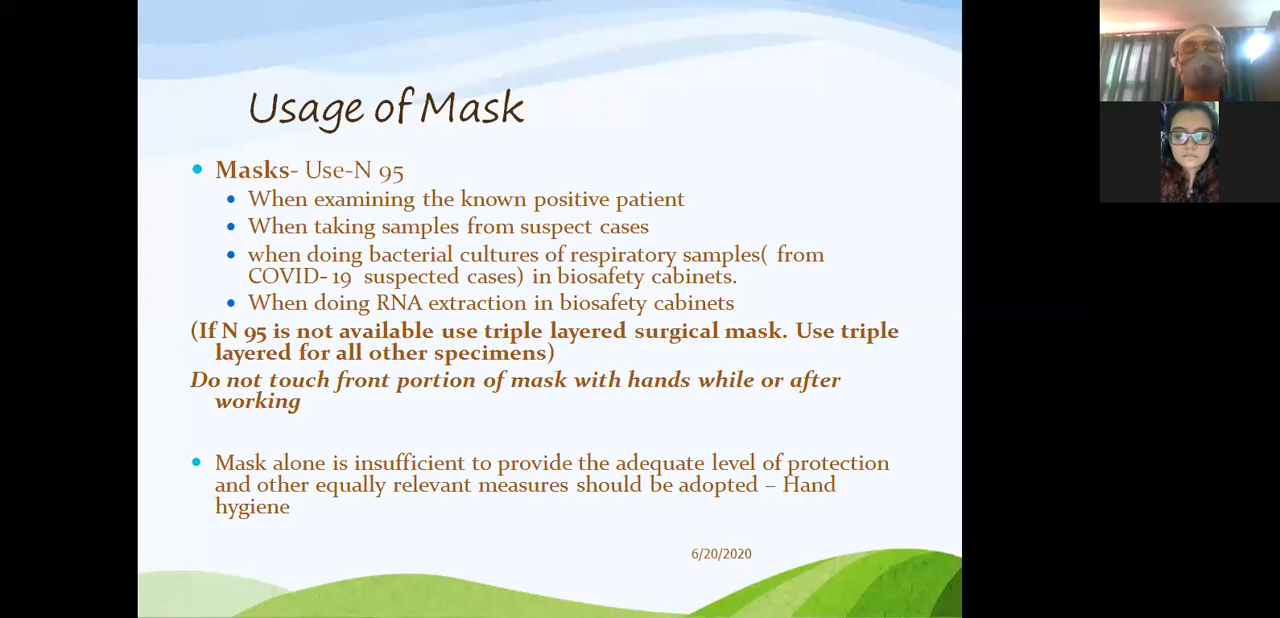 Usage of Mask
Masks- Use-N 95
When examining the known positive patient
When taking samples from suspect cases
when doing bacterial cultures of respiratory samples( from
COVID- 19 suspected cases) in biosafety cabinets.
When doing RNA extraction in biosafety cabinets
(If N 95 is not available use triple layered surgical mask. Use triple
layered for all other specimens)
Do not touch front portion of mask with hands while or after
working
Mask alone is insufficient to provide the adequate level of protection
and other equally relevant measures should be adopted – Hand
hygiene
6/20/2020